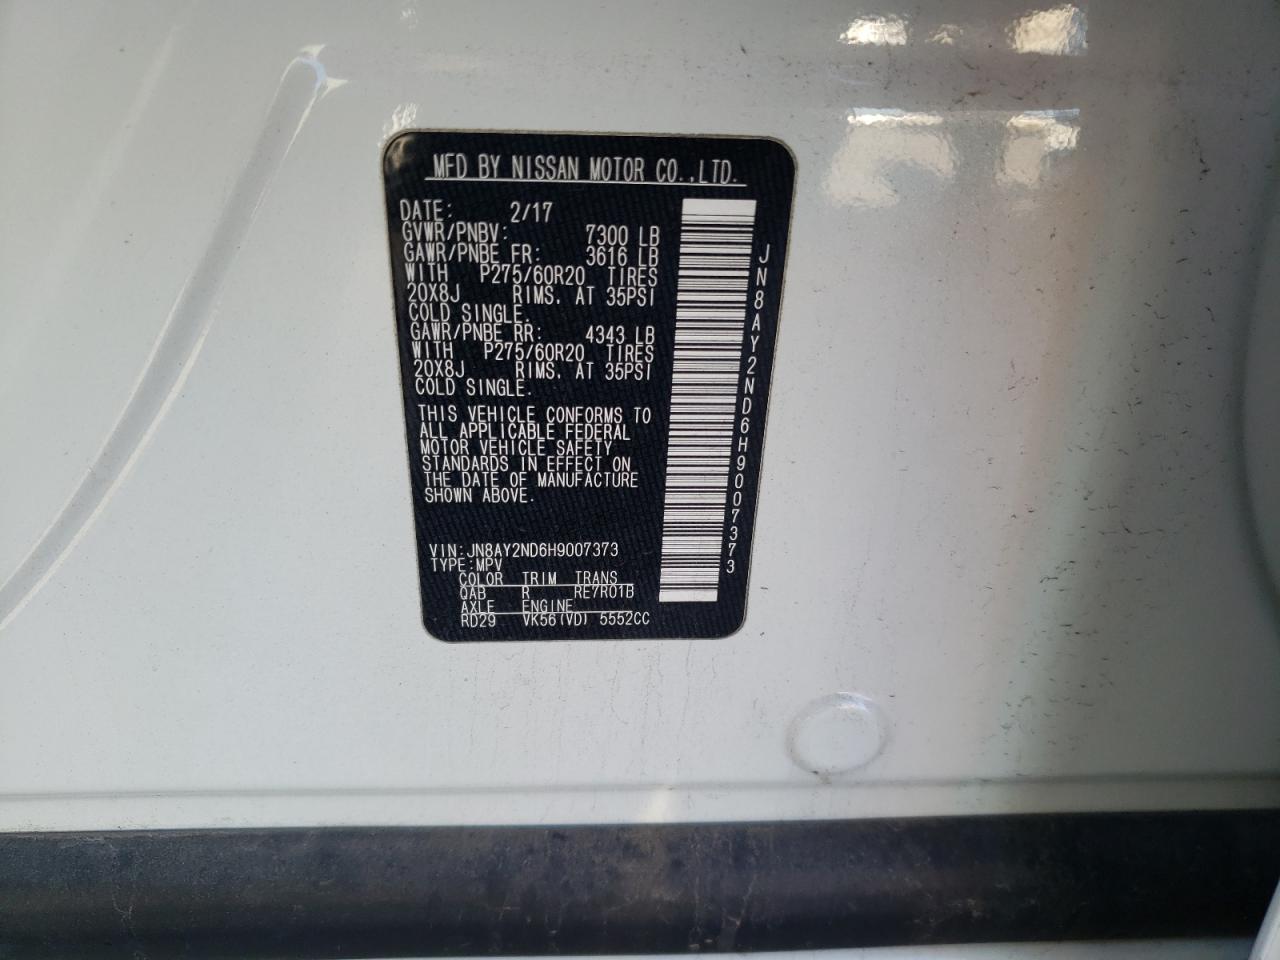 MFD BY NISSAN MOTOR CO.,LTD.
DATE: 2/17
GVWR/PNBV: 7300 LB
GAWR/PNBE FR: 3616 LB
WITH P275/60R20 TIRES
20X8J RIMS. AT 35PSI
COLD SINGLE.
GAWR/PNBE RR: 4343 LB
WITH P275/60R20 TIRES
20X8J RIMS. AT 35PSI
COLD SINGLE.
THIS VEHICLE CONFORMS TO
ALL APPLICABLE FEDERAL
MOTOR VEHICLE SAFETY
STANDARDS IN EFFECT ON
THE DATE OF MANUFACTURE
SHOWN ABOVE.
VIN:JN8AY2ND6H9007373
TYPE:MPV
COLOR TRIM TRANS
QAB R RE7R01B
AXLE ENGINE
RD29 VK56(VD) 5552CC
JN8AY2ND6H9007373